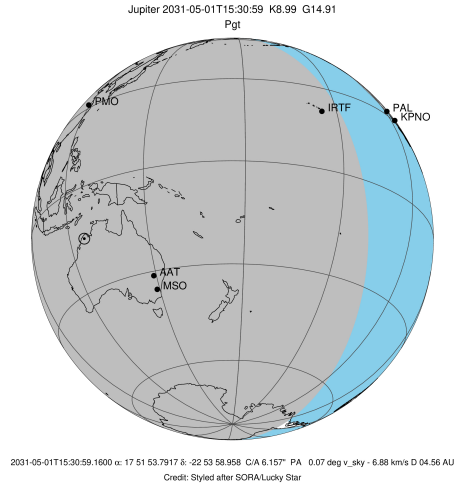 Jupiter 2031-05-01T15:30:59 K8.99 G14.91
Pgt
PMO
IRTF
PAL
KPNO
AAT
MSO
2031-05-01T15:30:59.1600 α: 17 51 53.7917 δ: -22 53 58.958 C/A 6.157" PA 0.07 deg v_sky - 6.88 km/s D 04.56 AU
Credit: Styled after SORA/Lucky Star